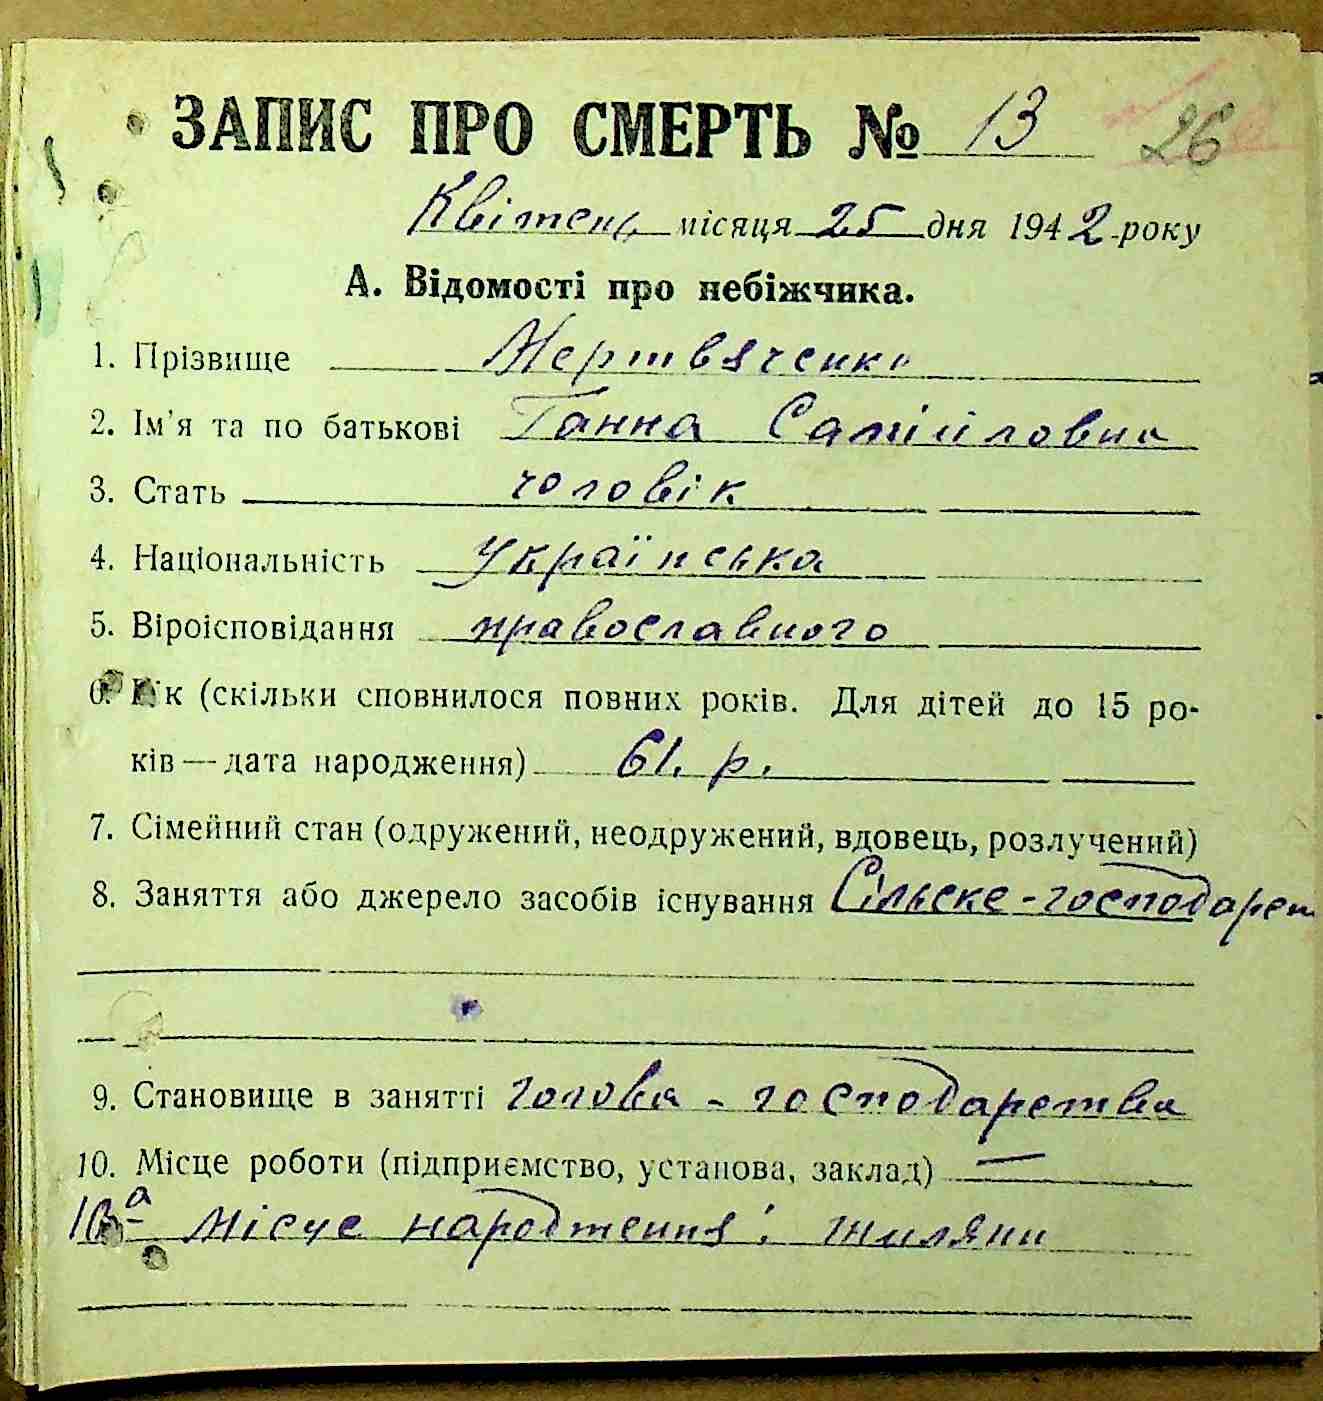 ЗАПИС ПРО СМЕРТЬ № 13 26
Квітень місяця 25 дня 1942 року
А. Відомості про небіжчика.
1. Прізвище Мертвяченко
2. Ім'я та по батькові Ганна Самійловна
3. Стать чоловік
4. Національність Українська
5. Віроісповідання православного
6. Вік (скільки сповнилося повних років. Для дітей до 15 ро-
ків—дата народження) 61. р.
7. Сімейний стан (одружений, неодружений, вдовець, розлучений)
8. Заняття або джерело засобів існування Сільске-господарст
9. Становище в занятті голова - господарства
10. Місце роботи (підприємство, установа, заклад) —
10а- місце народження: Жиляни